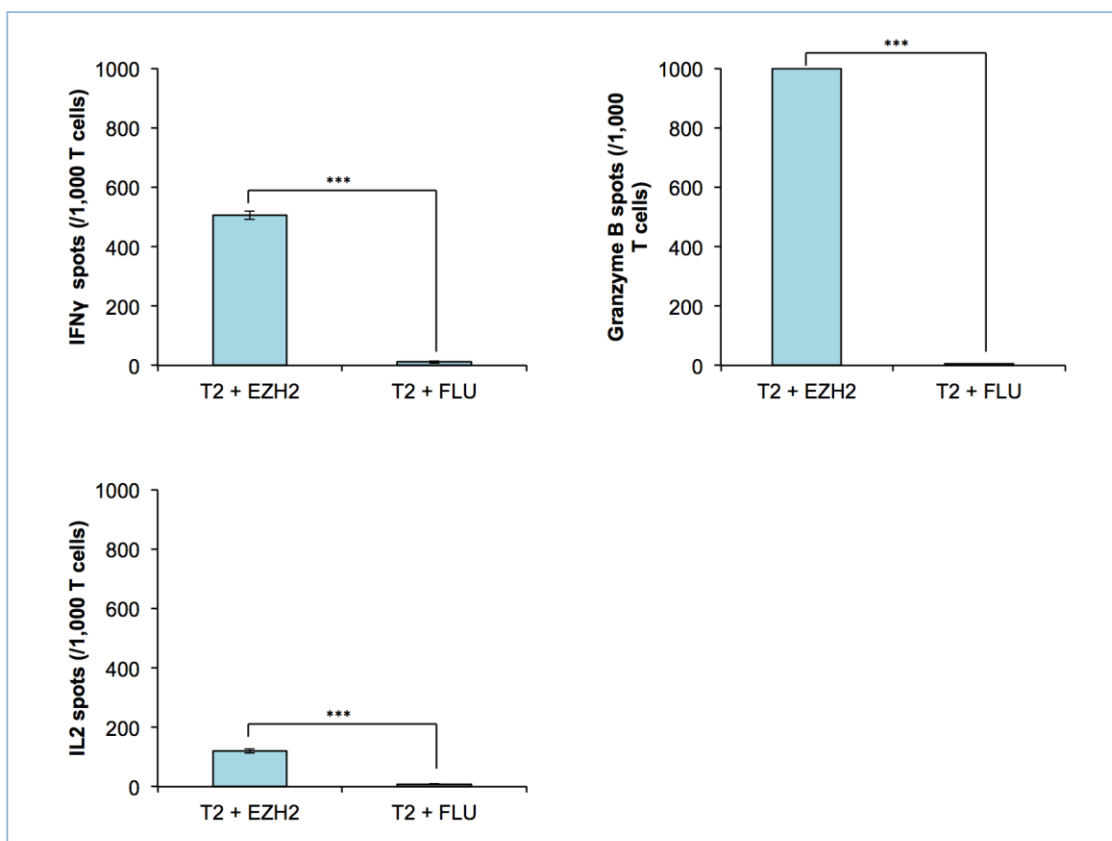 IFNγ spots (/1,000 T cells)
1000
800
600
400
200
0
***
T2 + EZH2
T2 + FLU
Granzyme B spots (/1,000
T cells)
1000
800
600
400
200
0
***
T2 + EZH2
T2 + FLU
IL2 spots (/1,000 T cells)
1000
800
600
400
200
0
***
T2 + EZH2
T2 + FLU